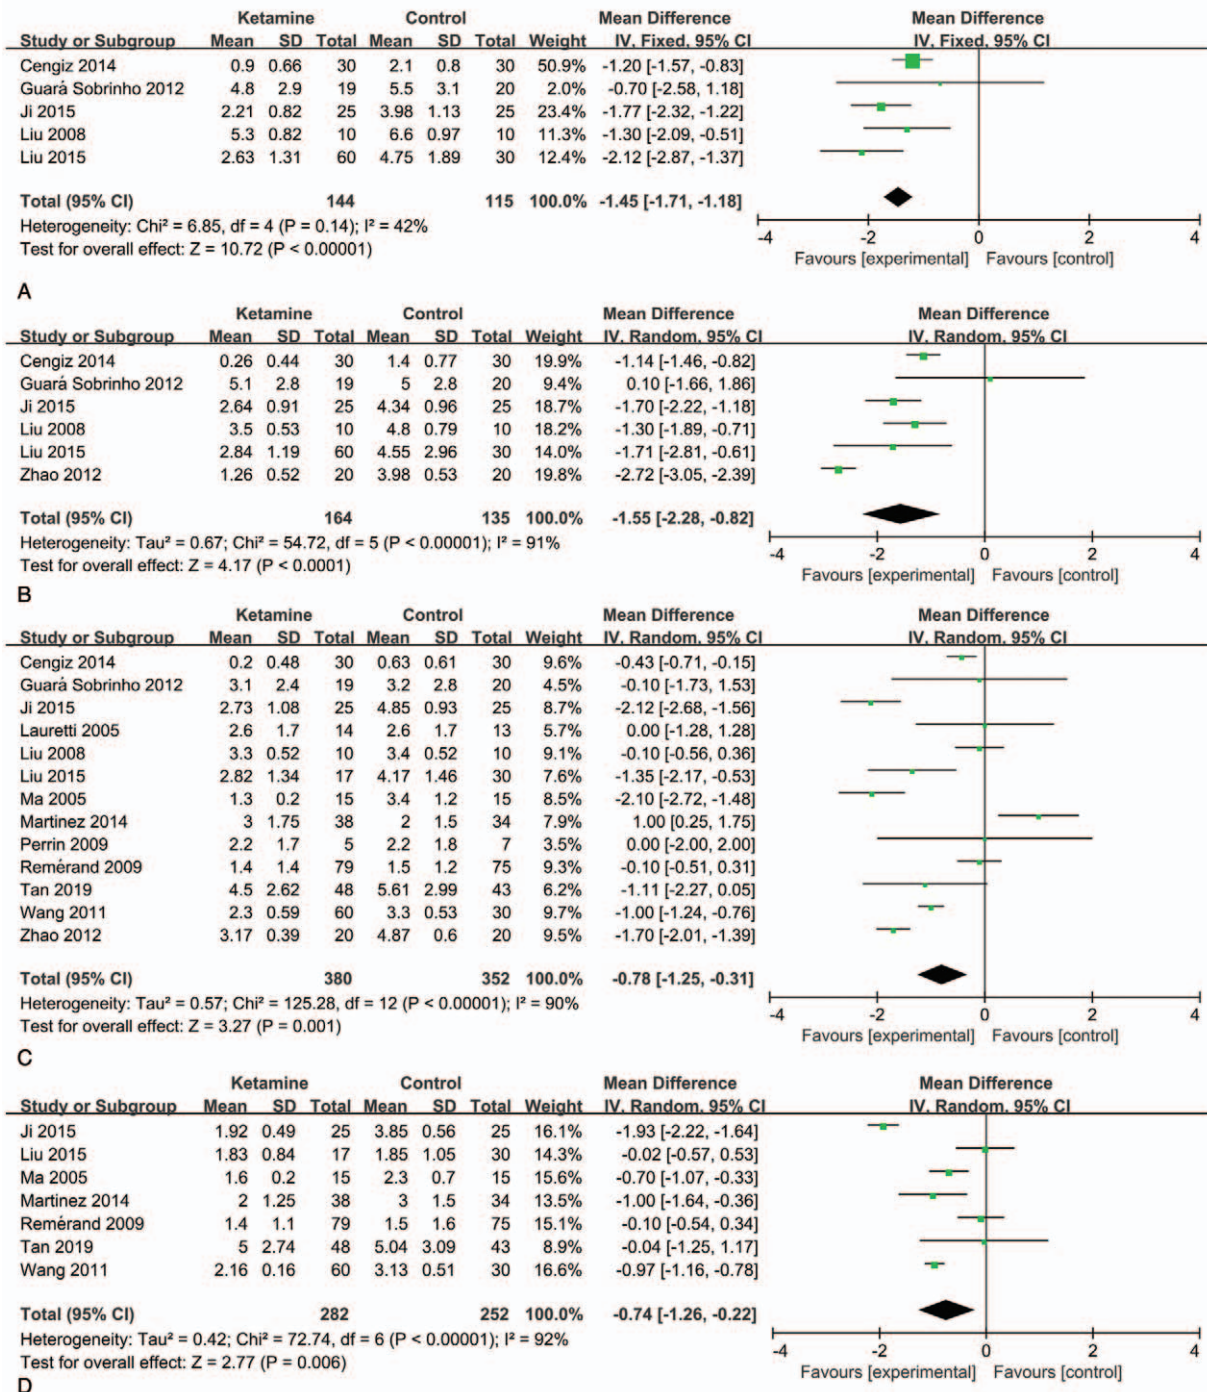 Ketamine Control Mean Difference Mean Difference
Study or Subgroup Mean SD Total Mean SD Total Weight IV, Fixed, 95% CI IV, Fixed, 95% CI
Cengiz 2014 0.9 0.66 30 2.1 0.8 30 50.9% -1.20 [-1.57, -0.83]
Guará Sobrinho 2012 4.8 2.9 19 5.5 3.1 20 2.0% -0.70 [-2.58, 1.18]
Ji 2015 2.21 0.82 25 3.98 1.13 25 23.4% -1.77 [-2.32, -1.22]
Liu 2008 5.3 0.82 10 6.6 0.97 10 11.3% -1.30 [-2.09, -0.51]
Liu 2015 2.63 1.31 60 4.75 1.89 30 12.4% -2.12 [-2.87, -1.37]
Total (95% CI) 144 115 100.0% -1.45 [-1.71, -1.18]
Heterogeneity: Chi² = 6.85, df = 4 (P = 0.14); I² = 42%
Test for overall effect: Z = 10.72 (P < 0.00001)
-4 -2 0 2 4
Favours [experimental] Favours [control]
A
Ketamine Control Mean Difference Mean Difference
Study or Subgroup Mean SD Total Mean SD Total Weight IV, Random, 95% CI IV, Random, 95% CI
Cengiz 2014 0.26 0.44 30 1.4 0.77 30 19.9% -1.14 [-1.46, -0.82]
Guará Sobrinho 2012 5.1 2.8 19 5 2.8 20 9.4% 0.10 [-1.66, 1.86]
Ji 2015 2.64 0.91 25 4.34 0.96 25 18.7% -1.70 [-2.22, -1.18]
Liu 2008 3.5 0.53 10 4.8 0.79 10 18.2% -1.30 [-1.89, -0.71]
Liu 2015 2.84 1.19 60 4.55 2.96 30 14.0% -1.71 [-2.81, -0.61]
Zhao 2012 1.26 0.52 20 3.98 0.53 20 19.8% -2.72 [-3.05, -2.39]
Total (95% CI) 164 135 100.0% -1.55 [-2.28, -0.82]
Heterogeneity: Tau² = 0.67; Chi² = 54.72, df = 5 (P < 0.00001); I² = 91%
Test for overall effect: Z = 4.17 (P < 0.0001)
-4 -2 0 2 4
Favours [experimental] Favours [control]
B
Ketamine Control Mean Difference Mean Difference
Study or Subgroup Mean SD Total Mean SD Total Weight IV, Random, 95% CI IV, Random, 95% CI
Cengiz 2014 0.2 0.48 30 0.63 0.61 30 9.6% -0.43 [-0.71, -0.15]
Guará Sobrinho 2012 3.1 2.4 19 3.2 2.8 20 4.5% -0.10 [-1.73, 1.53]
Ji 2015 2.73 1.08 25 4.85 0.93 25 8.7% -2.12 [-2.68, -1.56]
Lauretti 2005 2.6 1.7 14 2.6 1.7 13 5.7% 0.00 [-1.28, 1.28]
Liu 2008 3.3 0.52 10 3.4 0.52 10 9.1% -0.10 [-0.56, 0.36]
Liu 2015 2.82 1.34 17 4.17 1.46 30 7.6% -1.35 [-2.17, -0.53]
Ma 2005 1.3 0.2 15 3.4 1.2 15 8.5% -2.10 [-2.72, -1.48]
Martinez 2014 3 1.75 38 2 1.5 34 7.9% 1.00 [0.25, 1.75]
Perrin 2009 2.2 1.7 5 2.2 1.8 7 3.5% 0.00 [-2.00, 2.00]
Remérand 2009 1.4 1.4 79 1.5 1.2 75 9.3% -0.10 [-0.51, 0.31]
Tan 2019 4.5 2.62 48 5.61 2.99 43 6.2% -1.11 [-2.27, 0.05]
Wang 2011 2.3 0.59 60 3.3 0.53 30 9.7% -1.00 [-1.24, -0.76]
Zhao 2012 3.17 0.39 20 4.87 0.6 20 9.5% -1.70 [-2.01, -1.39]
Total (95% CI) 380 352 100.0% -0.78 [-1.25, -0.31]
Heterogeneity: Tau² = 0.57; Chi² = 125.28, df = 12 (P < 0.00001); I² = 90%
Test for overall effect: Z = 3.27 (P = 0.001)
-4 -2 0 2 4
Favours [experimental] Favours [control]
C
Ketamine Control Mean Difference Mean Difference
Study or Subgroup Mean SD Total Mean SD Total Weight IV, Random, 95% CI IV, Random, 95% CI
Ji 2015 1.92 0.49 25 3.85 0.56 25 16.1% -1.93 [-2.22, -1.64]
Liu 2015 1.83 0.84 17 1.85 1.05 30 14.3% -0.02 [-0.57, 0.53]
Ma 2005 1.6 0.2 15 2.3 0.7 15 15.6% -0.70 [-1.07, -0.33]
Martinez 2014 2 1.25 38 3 1.5 34 13.5% -1.00 [-1.64, -0.36]
Remérand 2009 1.4 1.1 79 1.5 1.6 75 15.1% -0.10 [-0.54, 0.34]
Tan 2019 5 2.74 48 5.04 3.09 43 8.9% -0.04 [-1.25, 1.17]
Wang 2011 2.16 0.16 60 3.13 0.51 30 16.6% -0.97 [-1.16, -0.78]
Total (95% CI) 282 252 100.0% -0.74 [-1.26, -0.22]
Heterogeneity: Tau² = 0.42; Chi² = 72.74, df = 6 (P < 0.00001); I² = 92%
Test for overall effect: Z = 2.77 (P = 0.006)
-4 -2 0 2 4
Favours [experimental] Favours [control]
D